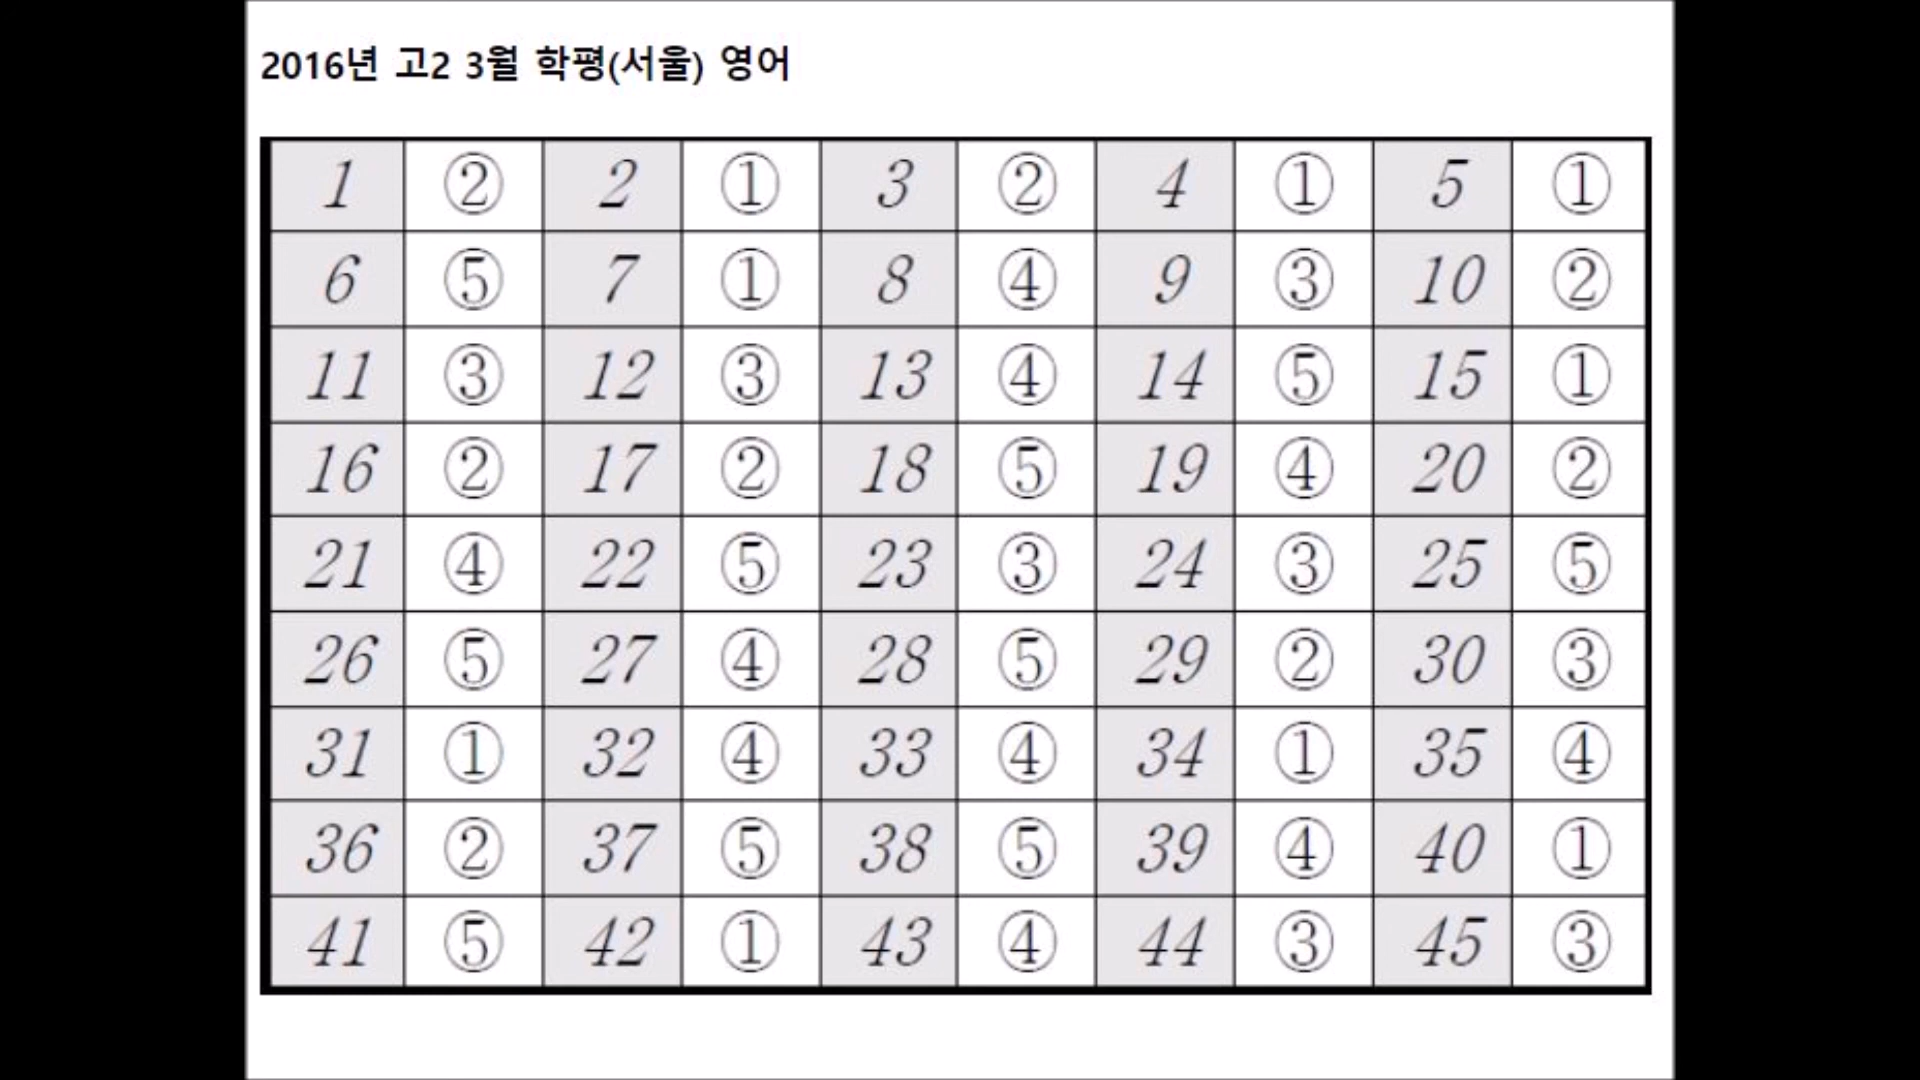 2016년 고2 3월 학평(서울) 영어
1 ② 2 ① 3 ② 4 ① 5 ①
6 ⑤ 7 ① 8 ④ 9 ③ 10 ②
11 ③ 12 ③ 13 ④ 14 ⑤ 15 ①
16 ② 17 ② 18 ⑤ 19 ④ 20 ②
21 ④ 22 ⑤ 23 ③ 24 ③ 25 ⑤
26 ⑤ 27 ④ 28 ⑤ 29 ② 30 ③
31 ① 32 ④ 33 ④ 34 ① 35 ④
36 ② 37 ⑤ 38 ⑤ 39 ④ 40 ①
41 ⑤ 42 ① 43 ④ 44 ③ 45 ③